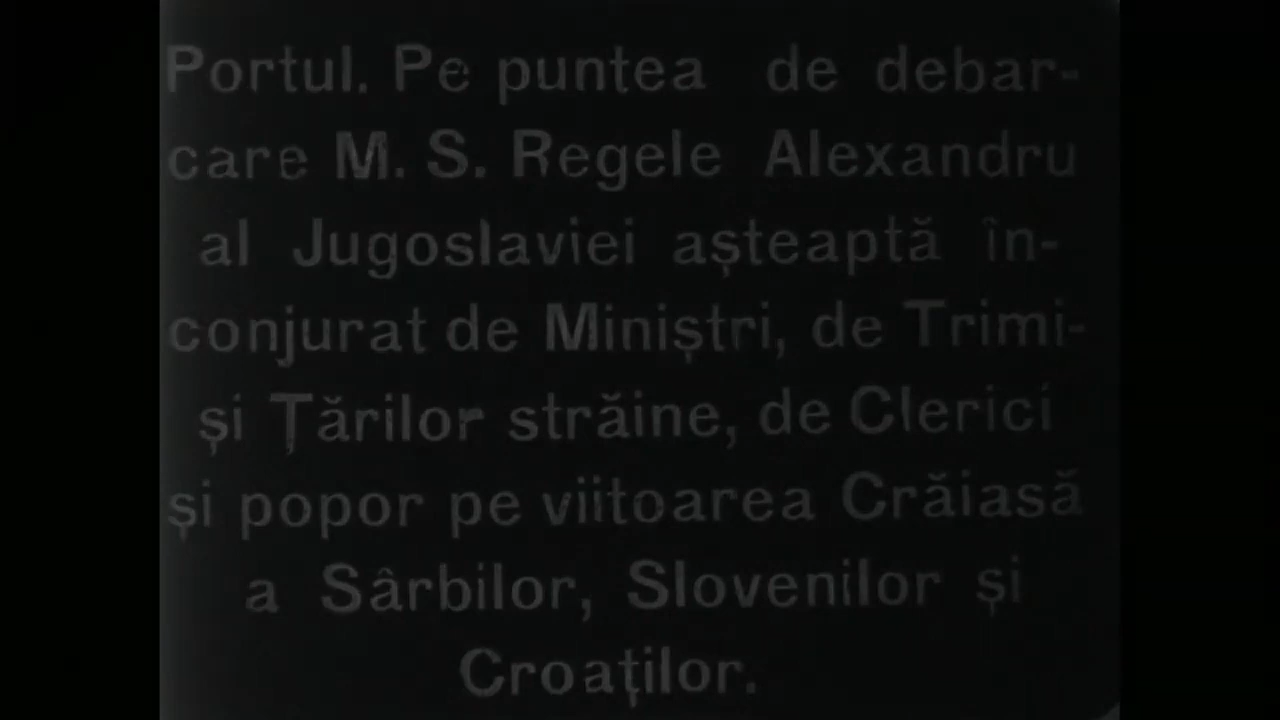 Portul. Pe puntea de debar-
care M. S. Regele Alexandru
al Jugoslaviei așteaptă în-
conjurat de Miniștri, de Trimi-
și Țărilor străine, de Clerici
și popor pe viitoarea Crăiasă
a Sârbilor, Slovenilor și
Croaților.